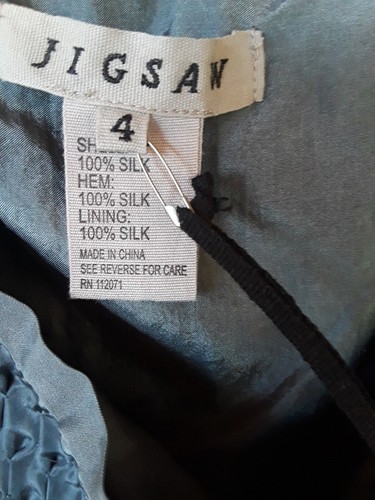 JIGSAW
4
100% SILK
HEM:
100% SILK
LINING:
100% SILK
MADE IN CHINA
SEE REVERSE FOR CARE
RN 112071